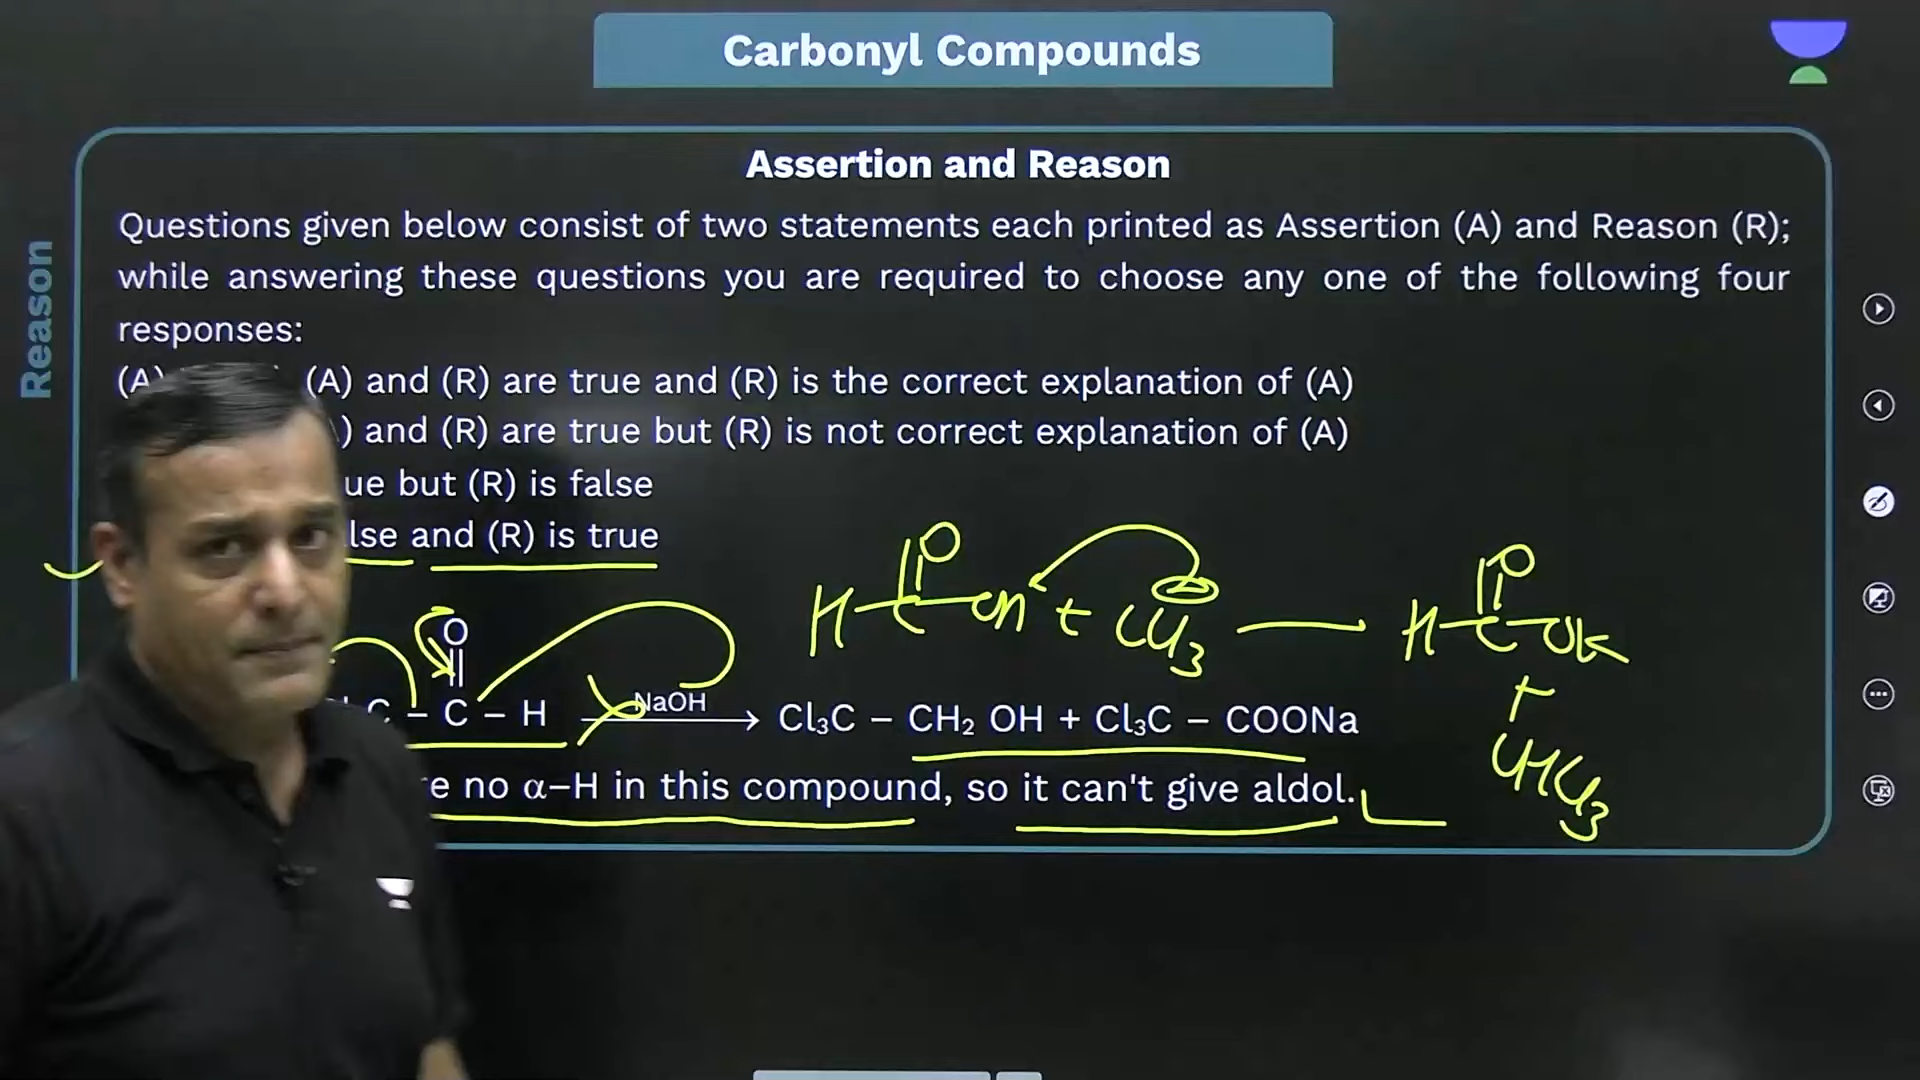 Carbonyl Compounds
Reason
Assertion and Reason
Questions given below consist of two statements each printed as Assertion (A) and Reason (R);
while answering these questions you are required to choose any one of the following four
responses:
(A) (A) and (R) are true and (R) is the correct explanation of (A)
) and (R) are true but (R) is not correct explanation of (A)
ue but (R) is false
lse and (R) is true
O
C – C – H NaOH Cl₃C – CH₂ OH + Cl₃C – COONa
e no α–H in this compound, so it can't give aldol.
O
H – C – OH + CCl3
O
H – C – OK
+
CHCl3